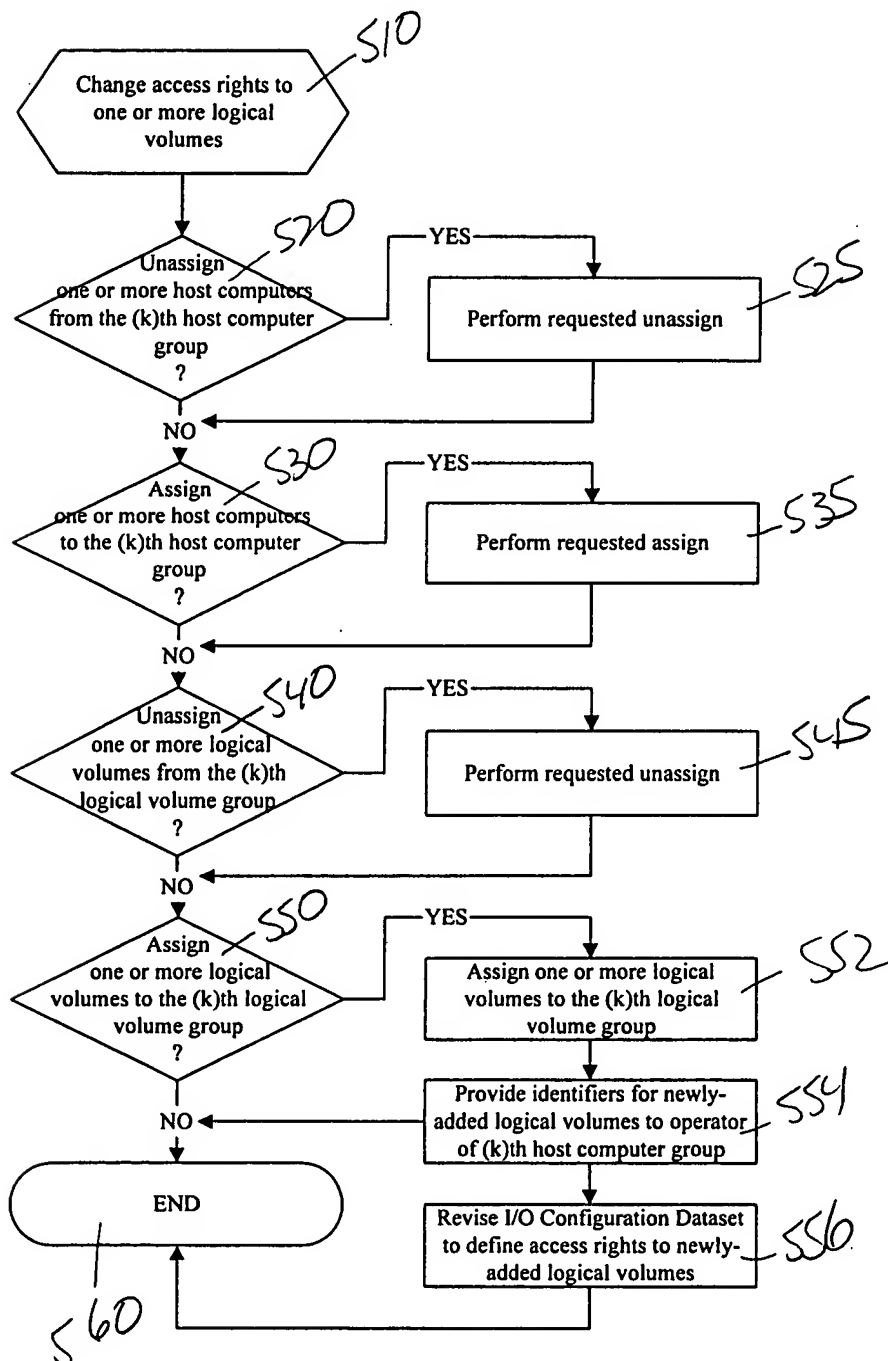 510
Change access rights to
one or more logical
volumes
520
YES
Unassign
one or more host computers
from the (k)th host computer
group
?
525
Perform requested unassign
NO
530
YES
Assign
one or more host computers
to the (k)th host computer
group
?
535
Perform requested assign
NO
540
YES
Unassign
one or more logical
volumes from the (k)th
logical volume group
?
545
Perform requested unassign
NO
550
YES
Assign
one or more logical
volumes to the (k)th logical
volume group
?
552
Assign one or more logical
volumes to the (k)th logical
volume group
554
Provide identifiers for newly-
added logical volumes to operator
of (k)th host computer group
NO
END
Revise I/O Configuration Dataset
to define access rights to newly-
added logical volumes
556
560